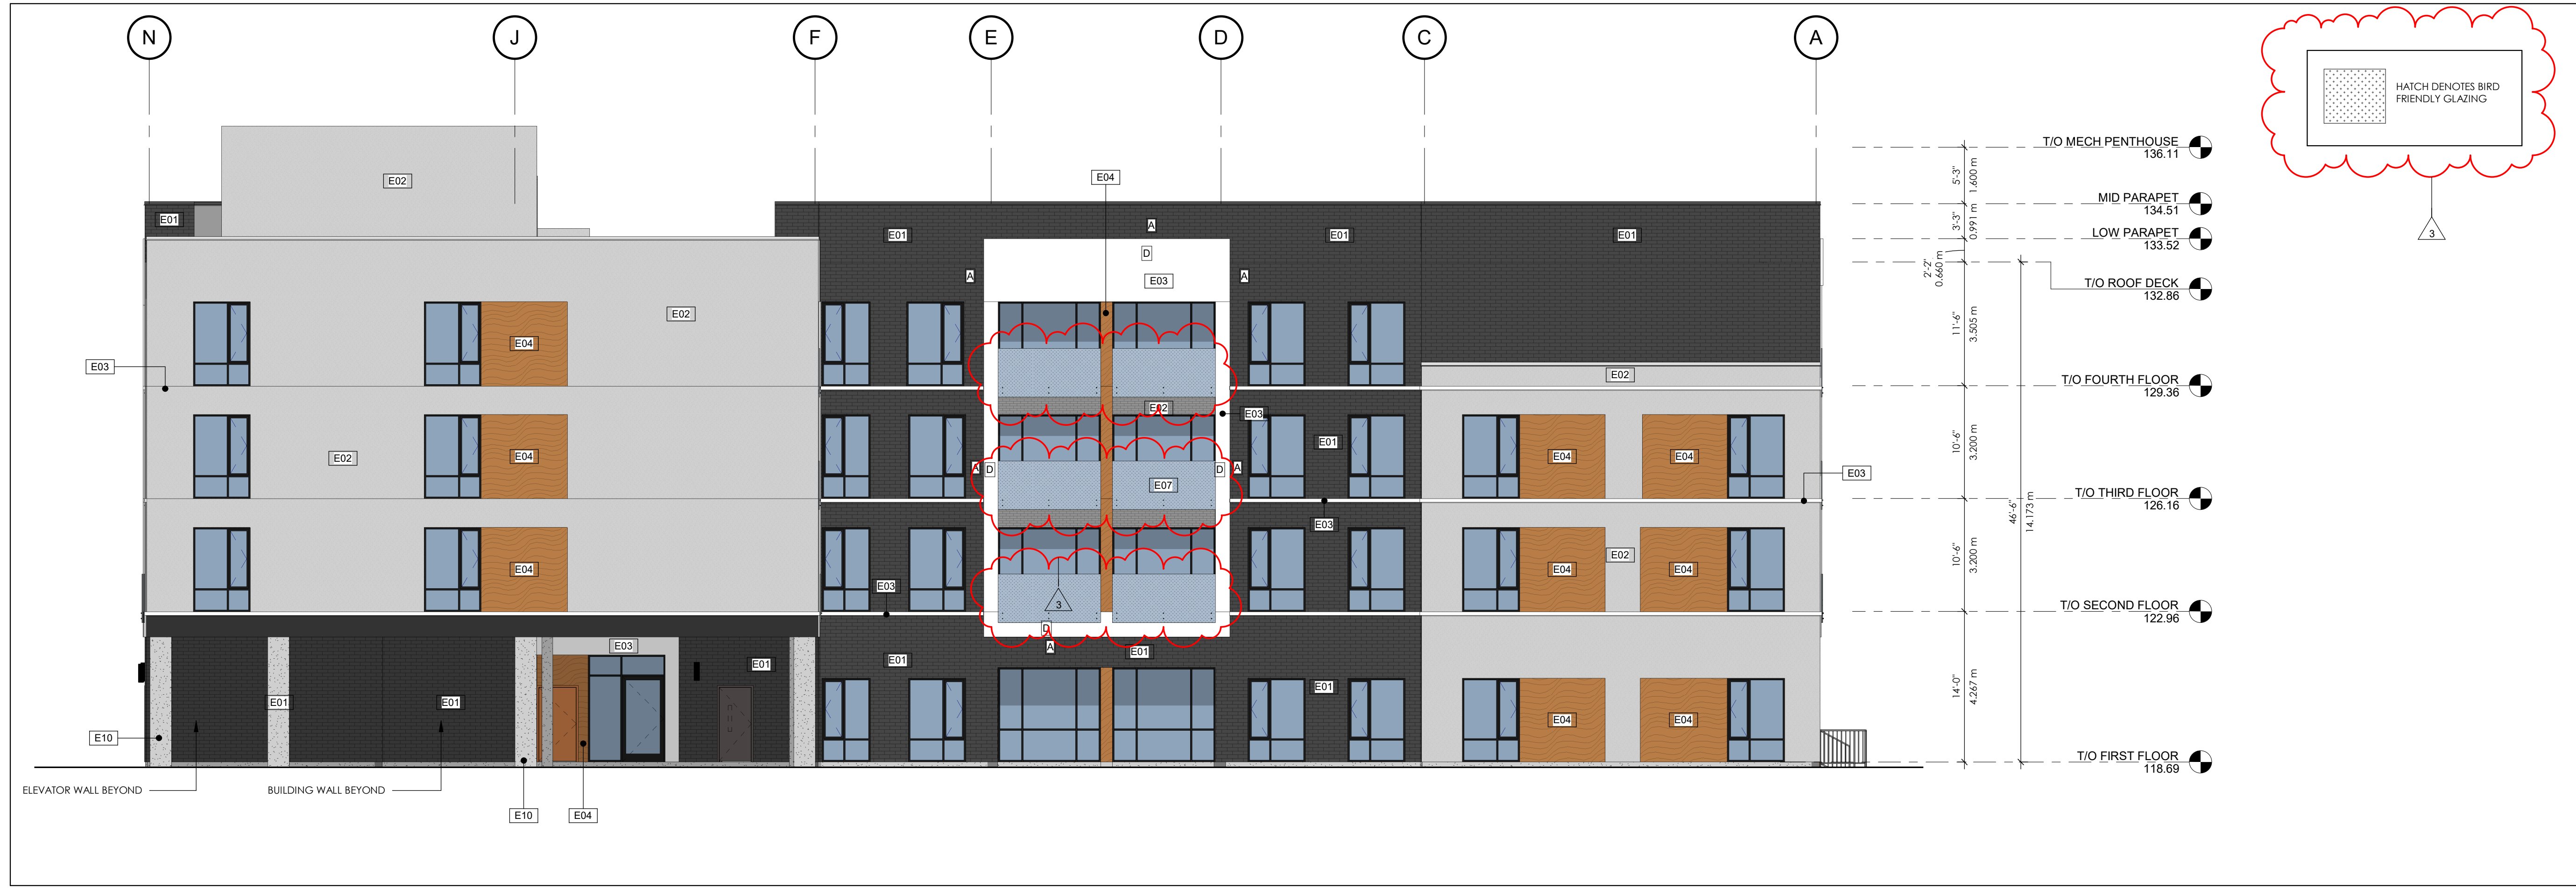 N
J
F
E
D
C
A
HATCH DENOTES BIRD
FRIENDLY GLAZING
3
T/O MECH PENTHOUSE
136.11
5'-3"
1.600 m
MID PARAPET
134.51
3'-3"
0.991 m
LOW PARAPET
133.52
2'-2"
0.660 m
T/O ROOF DECK
132.86
11'-6"
3.505 m
T/O FOURTH FLOOR
129.36
10'-6"
3.200 m
T/O THIRD FLOOR
126.16
46'-6"
14.173 m
10'-6"
3.200 m
T/O SECOND FLOOR
122.96
14'-0"
4.267 m
T/O FIRST FLOOR
118.69
E02
E04
E01
E01
A
E01
E01
D
A
E03
A
E02
E04
E03
E02
E02
E03
E01
E02
E04
E04
E04
A
D
D
A
E03
E07
E03
E02
E04
E04
E04
E03
3
D
A
E03
E01
E01
E01
E01
E04
E04
E01
E01
E10
ELEVATOR WALL BEYOND
BUILDING WALL BEYOND
E10
E04